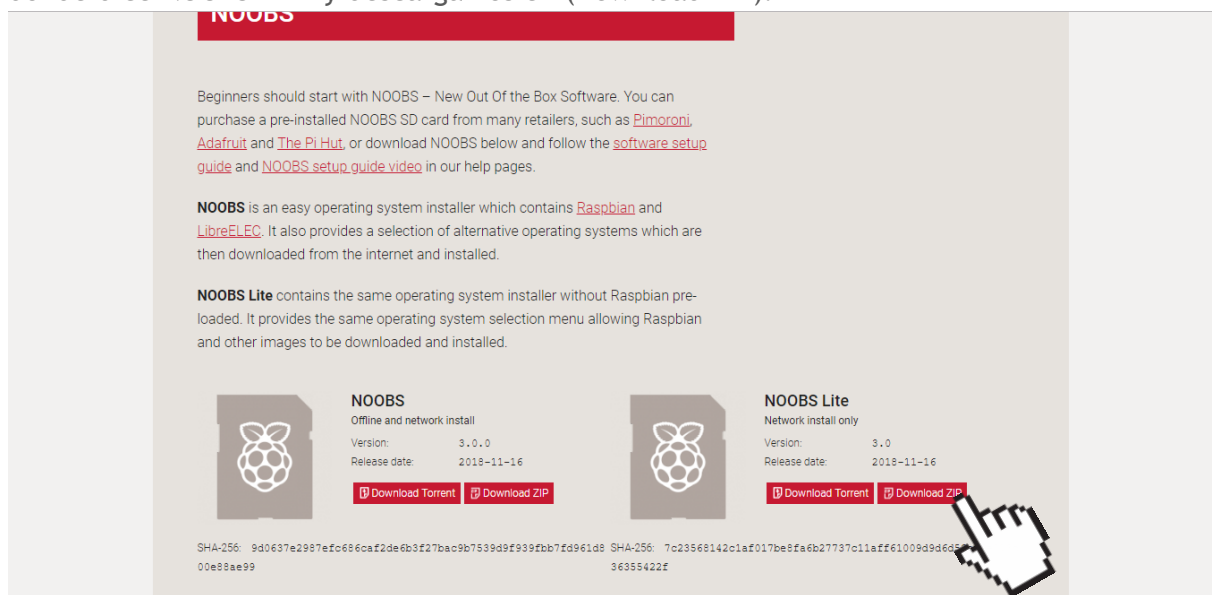 NOOBS
Beginners should start with NOOBS – New Out Of the Box Software. You can
purchase a pre-installed NOOBS SD card from many retailers, such as Pimoroni,
Adafruit and The Pi Hut, or download NOOBS below and follow the software setup
guide and NOOBS setup guide video in our help pages.
NOOBS is an easy operating system installer which contains Raspbian and
LibreELEC. It also provides a selection of alternative operating systems which are
then downloaded from the internet and installed.
NOOBS Lite contains the same operating system installer without Raspbian pre-
loaded. It provides the same operating system selection menu allowing Raspbian
and other images to be downloaded and installed.
NOOBS
Offline and network install
Version: 3.0.0
Release date: 2018-11-16
Download Torrent Download ZIP
SHA-256: 9d0637e2987efc686caf2de6b3f27bac9b7539d9f939fbb7fd961d8
00e88ae99
NOOBS Lite
Network install only
Version: 3.0
Release date: 2018-11-16
Download Torrent Download ZIP
SHA-256:
36355422f